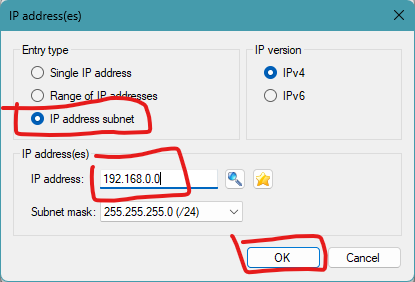 IP address(es)
Entry type
IP version
Single IP address
IPv4
Range of IP addresses
IPv6
IP address subnet
IP address(es)
IP address: 192.168.0.0
Subnet mask: 255.255.255.0 (/24)
OK Cancel